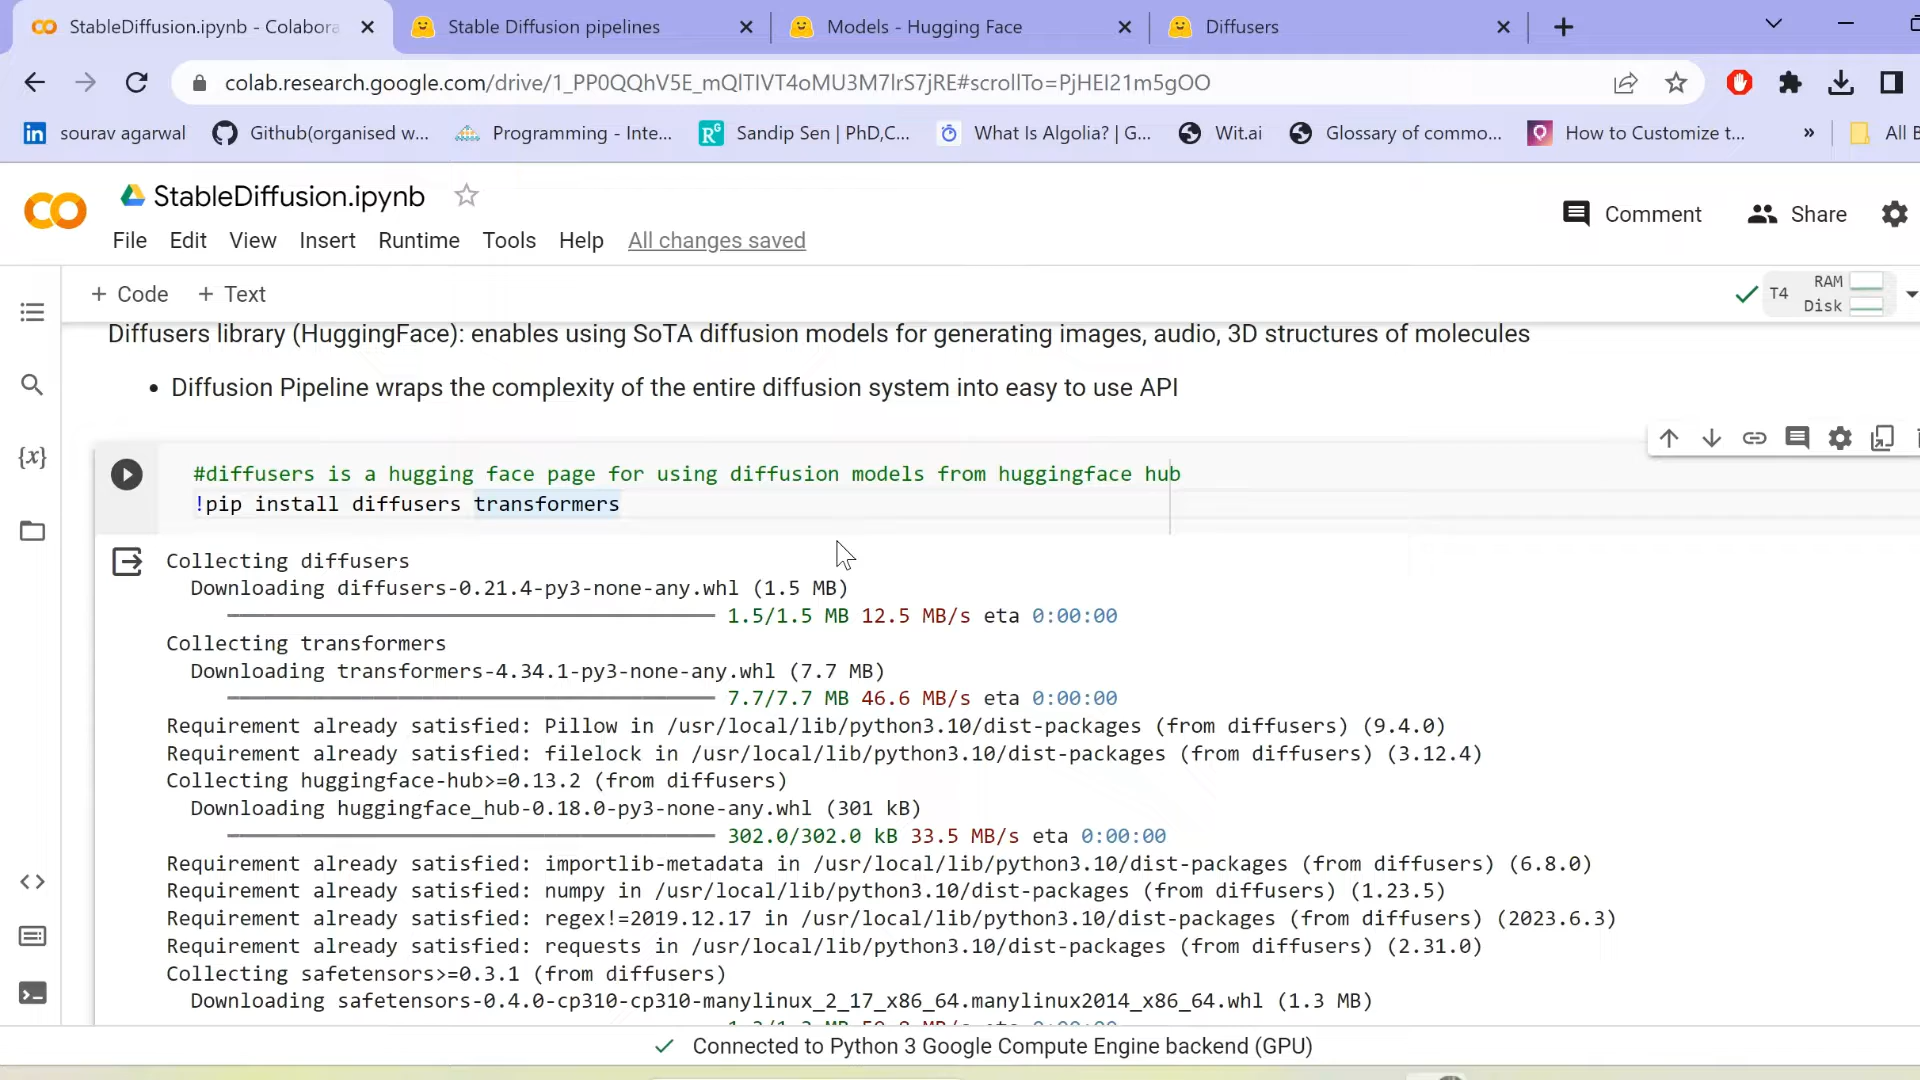 StableDiffusion.ipynb - Colabora
Stable Diffusion pipelines
Models - Hugging Face
Diffusers
colab.research.google.com/drive/1_PP0QQhV5E_mQlTIVT4oMU3M7lrS7jRE#scrollTo=PjHEl21m5gOO
in sourav agarwal
Github(organised w...
Programming - Inte...
Sandip Sen | PhD,C...
What Is Algolia? | G...
Wit.ai
Glossary of commo...
How to Customize t...
»
All B
StableDiffusion.ipynb
Comment
Share
File Edit View Insert Runtime Tools Help All changes saved
+ Code + Text
T4
RAM
Disk
Diffusers library (HuggingFace): enables using SoTA diffusion models for generating images, audio, 3D structures of molecules
• Diffusion Pipeline wraps the complexity of the entire diffusion system into easy to use API
{x}
#diffusers is a hugging face page for using diffusion models from huggingface hub
!pip install diffusers transformers
Collecting diffusers
Downloading diffusers-0.21.4-py3-none-any.whl (1.5 MB)
1.5/1.5 MB 12.5 MB/s eta 0:00:00
Collecting transformers
Downloading transformers-4.34.1-py3-none-any.whl (7.7 MB)
7.7/7.7 MB 46.6 MB/s eta 0:00:00
Requirement already satisfied: Pillow in /usr/local/lib/python3.10/dist-packages (from diffusers) (9.4.0)
Requirement already satisfied: filelock in /usr/local/lib/python3.10/dist-packages (from diffusers) (3.12.4)
Collecting huggingface-hub>=0.13.2 (from diffusers)
Downloading huggingface_hub-0.18.0-py3-none-any.whl (301 kB)
302.0/302.0 kB 33.5 MB/s eta 0:00:00
Requirement already satisfied: importlib-metadata in /usr/local/lib/python3.10/dist-packages (from diffusers) (6.8.0)
Requirement already satisfied: numpy in /usr/local/lib/python3.10/dist-packages (from diffusers) (1.23.5)
Requirement already satisfied: regex!=2019.12.17 in /usr/local/lib/python3.10/dist-packages (from diffusers) (2023.6.3)
Requirement already satisfied: requests in /usr/local/lib/python3.10/dist-packages (from diffusers) (2.31.0)
Collecting safetensors>=0.3.1 (from diffusers)
Downloading safetensors-0.4.0-cp310-cp310-manylinux_2_17_x86_64.manylinux2014_x86_64.whl (1.3 MB)
Connected to Python 3 Google Compute Engine backend (GPU)